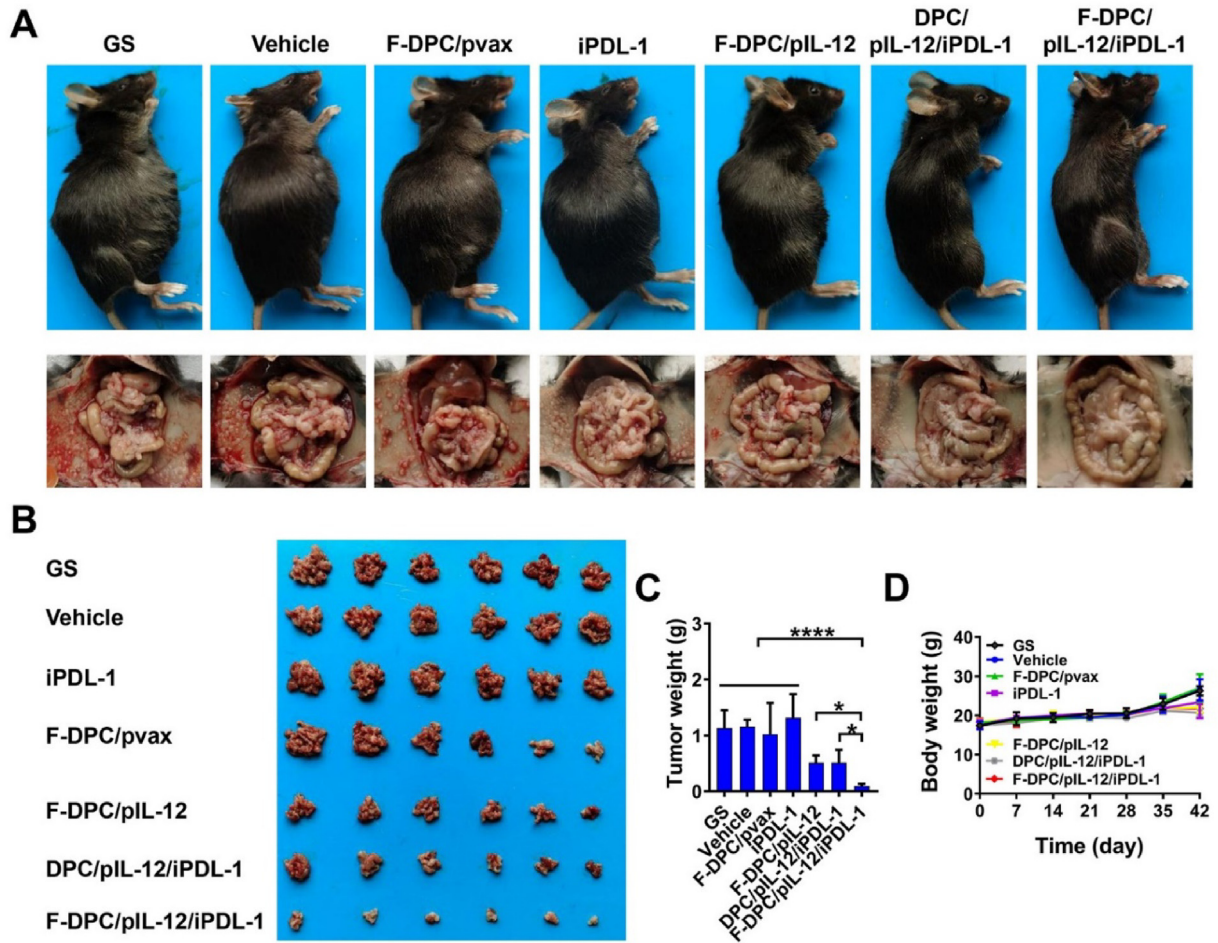 A
GS
Vehicle
F-DPC/pvax
iPDL-1
F-DPC/pIL-12
DPC/
pIL-12/iPDL-1
F-DPC/
pIL-12/iPDL-1
B
GS
Vehicle
iPDL-1
F-DPC/pvax
F-DPC/pIL-12
DPC/pIL-12/iPDL-1
F-DPC/pIL-12/iPDL-1
C
Tumor weight (g)
3
2
1
0
****
*
*
GS
Vehicle
F-DPC/pvax
iPDL-1
F-DPC/pIL-12
DPC/pIL-12/iPDL-1
F-DPC/pIL-12/iPDL-1
D
Body weight (g)
40
30
20
10
0
GS
Vehicle
F-DPC/pvax
iPDL-1
F-DPC/pIL-12
DPC/pIL-12/iPDL-1
F-DPC/pIL-12/iPDL-1
0 7 14 21 28 35 42
Time (day)